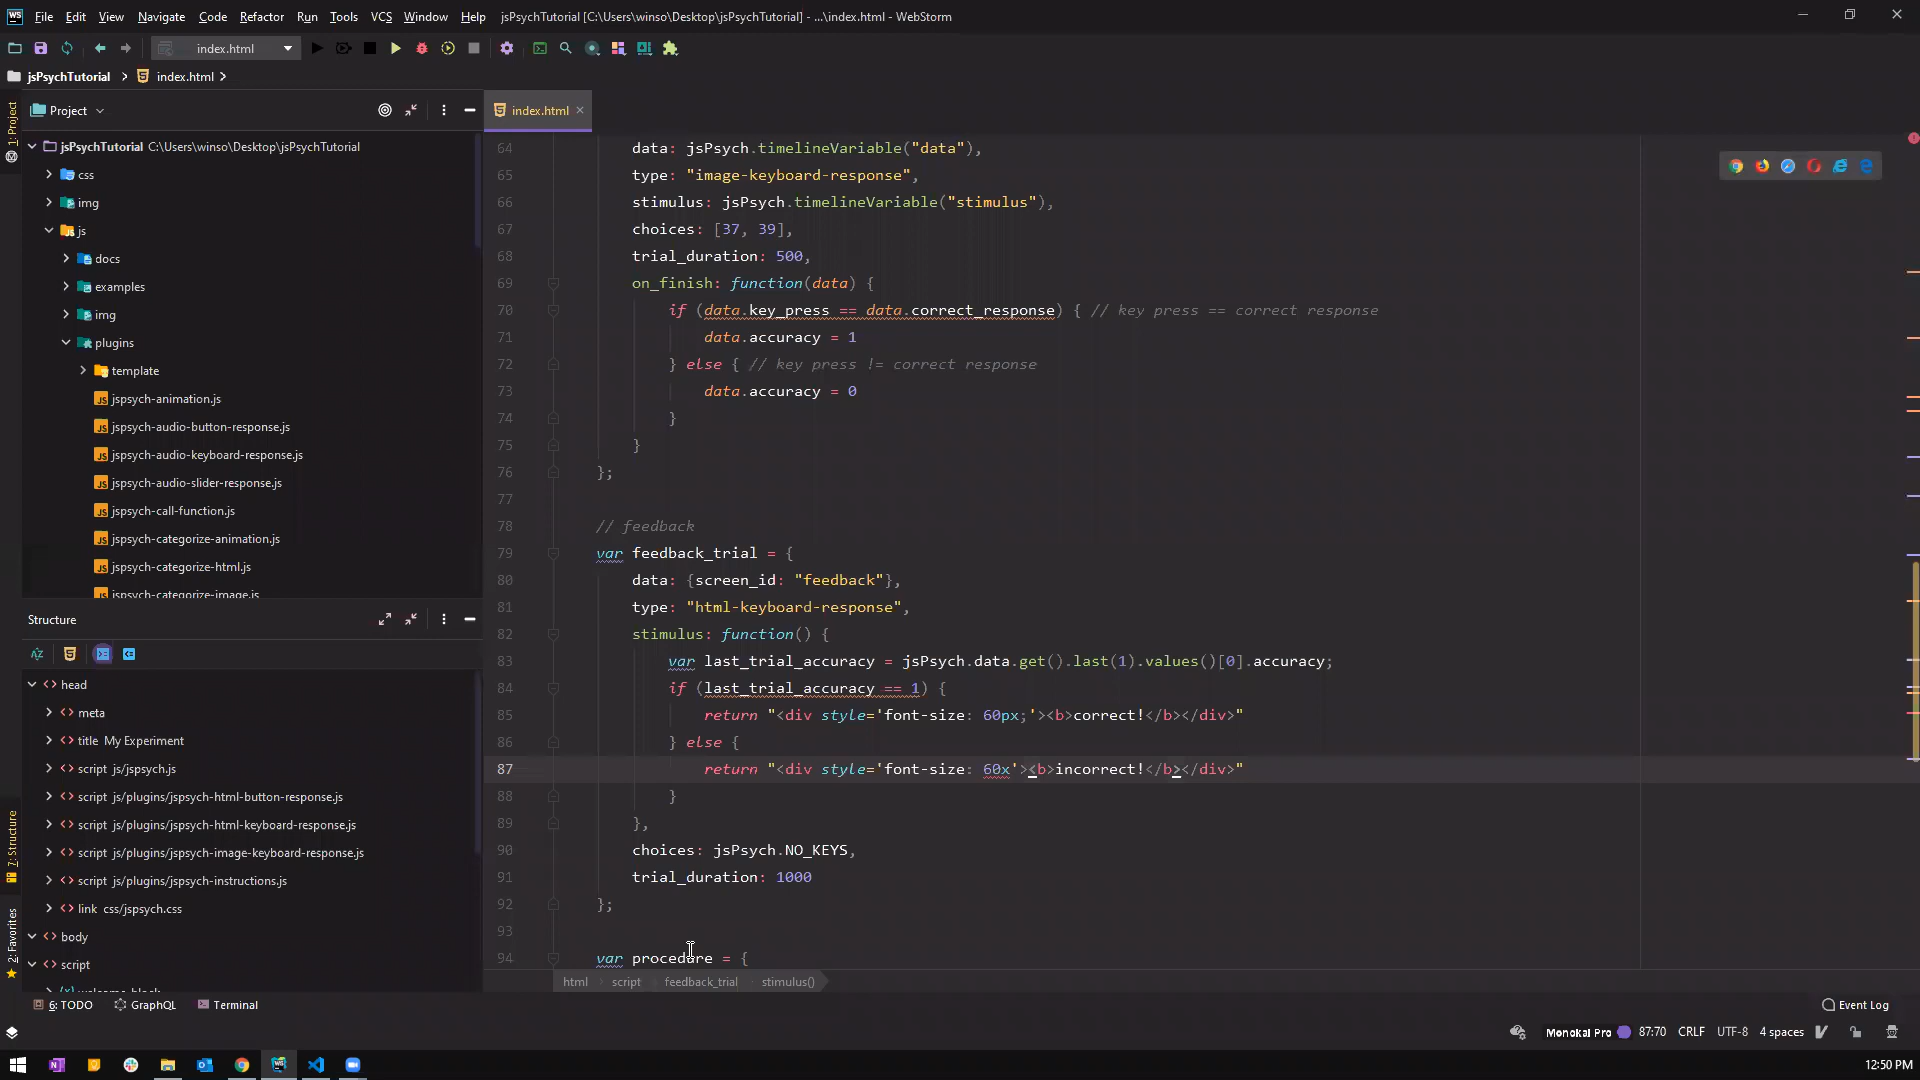 WS File Edit View Navigate Code Refactor Run Tools VCS Window Help jsPsychTutorial [C:\Users\winso\Desktop\jsPsychTutorial] - ...\index.html - WebStorm
index.html
jsPsychTutorial index.html
1: Project
Project
jsPsychTutorial C:\Users\winso\Desktop\jsPsychTutorial
css
img
js
docs
examples
img
plugins
template
jspsych-animation.js
jspsych-audio-button-response.js
jspsych-audio-keyboard-response.js
jspsych-audio-slider-response.js
jspsych-call-function.js
jspsych-categorize-animation.js
jspsych-categorize-html.js
jspsych-categorize-image.js
Structure
head
meta
title My Experiment
script js/jspsych.js
script js/plugins/jspsych-html-button-response.js
script js/plugins/jspsych-html-keyboard-response.js
script js/plugins/jspsych-image-keyboard-response.js
script js/plugins/jspsych-instructions.js
link css/jspsych.css
body
script
welcome_block
7: Structure
2: Favorites
index.html
64 data: jsPsych.timelineVariable("data"),
65 type: "image-keyboard-response",
66 stimulus: jsPsych.timelineVariable("stimulus"),
67 choices: [37, 39],
68 trial_duration: 500,
69 on_finish: function(data) {
70 if (data.key_press == data.correct_response) { // key press == correct response
71 data.accuracy = 1
72 } else { // key press != correct response
73 data.accuracy = 0
74 }
75 }
76 };
77
78 // feedback
79 var feedback_trial = {
80 data: {screen_id: "feedback"},
81 type: "html-keyboard-response",
82 stimulus: function() {
83 var last_trial_accuracy = jsPsych.data.get().last(1).values()[0].accuracy;
84 if (last_trial_accuracy == 1) {
85 return "<div style='font-size: 60px;'><b>correct!</b></div>"
86 } else {
87 return "<div style='font-size: 60x'><b>incorrect!</b></div>"
88 }
89 },
90 choices: jsPsych.NO_KEYS,
91 trial_duration: 1000
92 };
93
94 var procedure = {
html script feedback_trial stimulus()
6: TODO GraphQL Terminal Event Log
Monokai Pro 87:70 CRLF UTF-8 4 spaces
12:50 PM